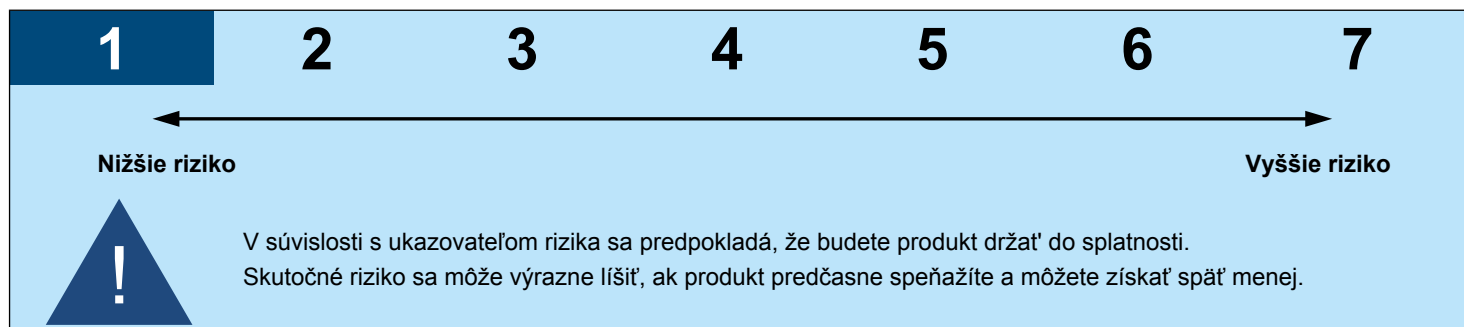 1 2 3 4 5 6 7
Nižšie riziko Vyššie riziko
!
V súvislosti s ukazovateľom rizika sa predpokladá, že budete produkt držat' do splatnosti.
Skutočné riziko sa môže výrazne líšiť, ak produkt predčasne speňažíte a môžete získať späť menej.